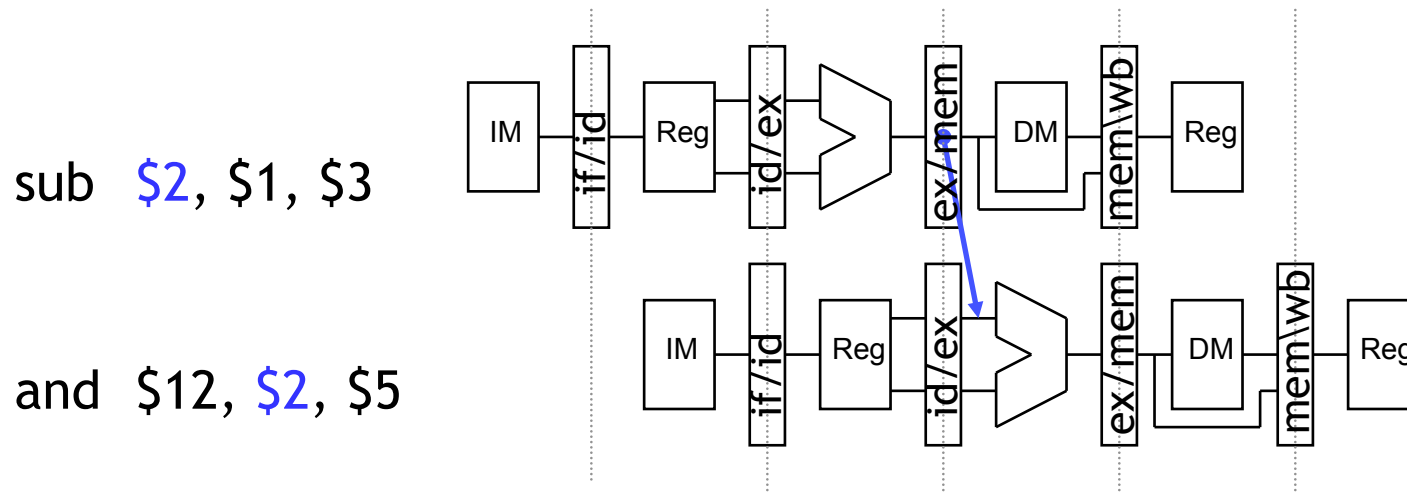 IM if/id Reg id/ex ex/mem DM mem\wb Reg
sub $2, $1, $3
IM if/id Reg id/ex ex/mem DM mem\wb Reg
and $12, $2, $5